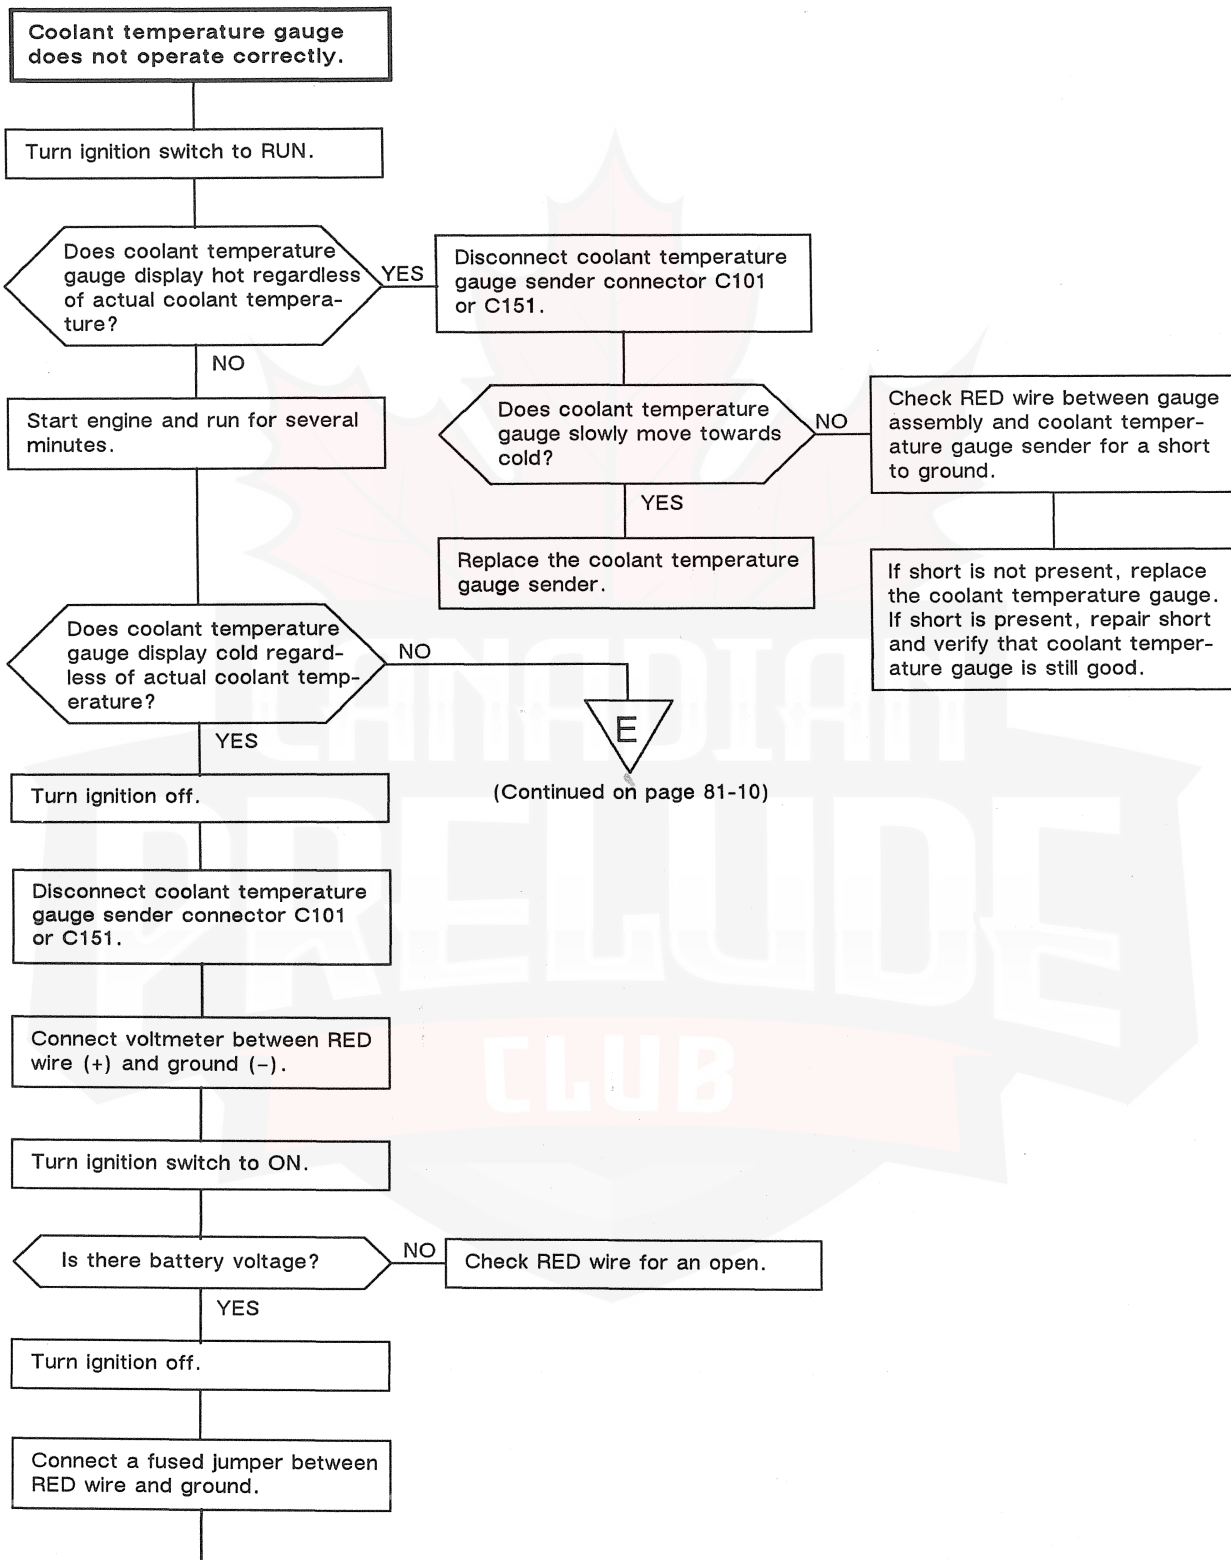 Coolant temperature gauge
does not operate correctly.
Turn ignition switch to RUN.
Does coolant temperature
gauge display hot regardless
of actual coolant tempera-
ture?
YES
Disconnect coolant temperature
gauge sender connector C101
or C151.
NO
Start engine and run for several
minutes.
Does coolant temperature
gauge slowly move towards
cold?
NO
Check RED wire between gauge
assembly and coolant temper-
ature gauge sender for a short
to ground.
YES
Replace the coolant temperature
gauge sender.
If short is not present, replace
the coolant temperature gauge.
If short is present, repair short
and verify that coolant temper-
ature gauge is still good.
Does coolant temperature
gauge display cold regard-
less of actual coolant temp-
erature?
NO
E
(Continued on page 81-10)
YES
Turn ignition off.
Disconnect coolant temperature
gauge sender connector C101
or C151.
Connect voltmeter between RED
wire (+) and ground (-).
Turn ignition switch to ON.
Is there battery voltage?
NO
Check RED wire for an open.
YES
Turn ignition off.
Connect a fused jumper between
RED wire and ground.
CANADIAN
PRELUDE
CLUB